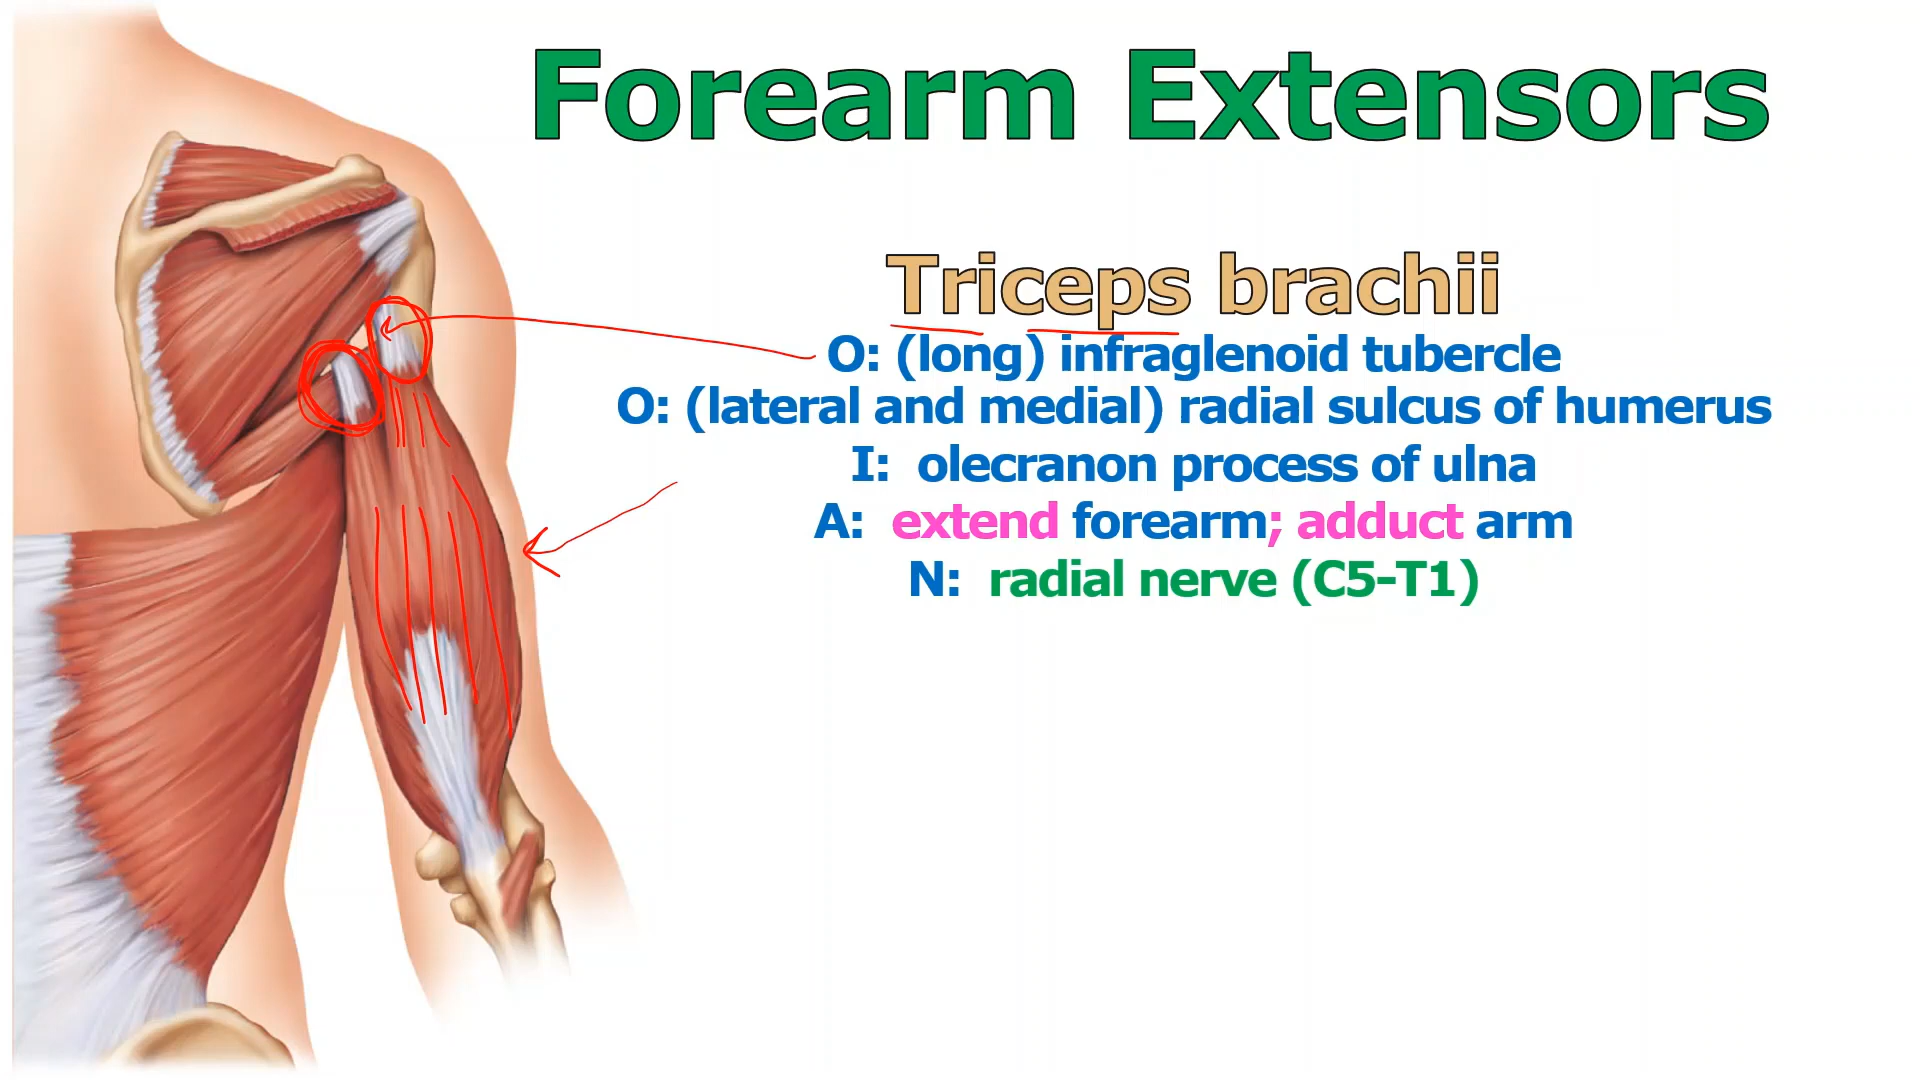 Forearm Extensors
Triceps brachii
O: (long) infraglenoid tubercle
O: (lateral and medial) radial sulcus of humerus
I: olecranon process of ulna
A: extend forearm; adduct arm
N: radial nerve (C5-T1)